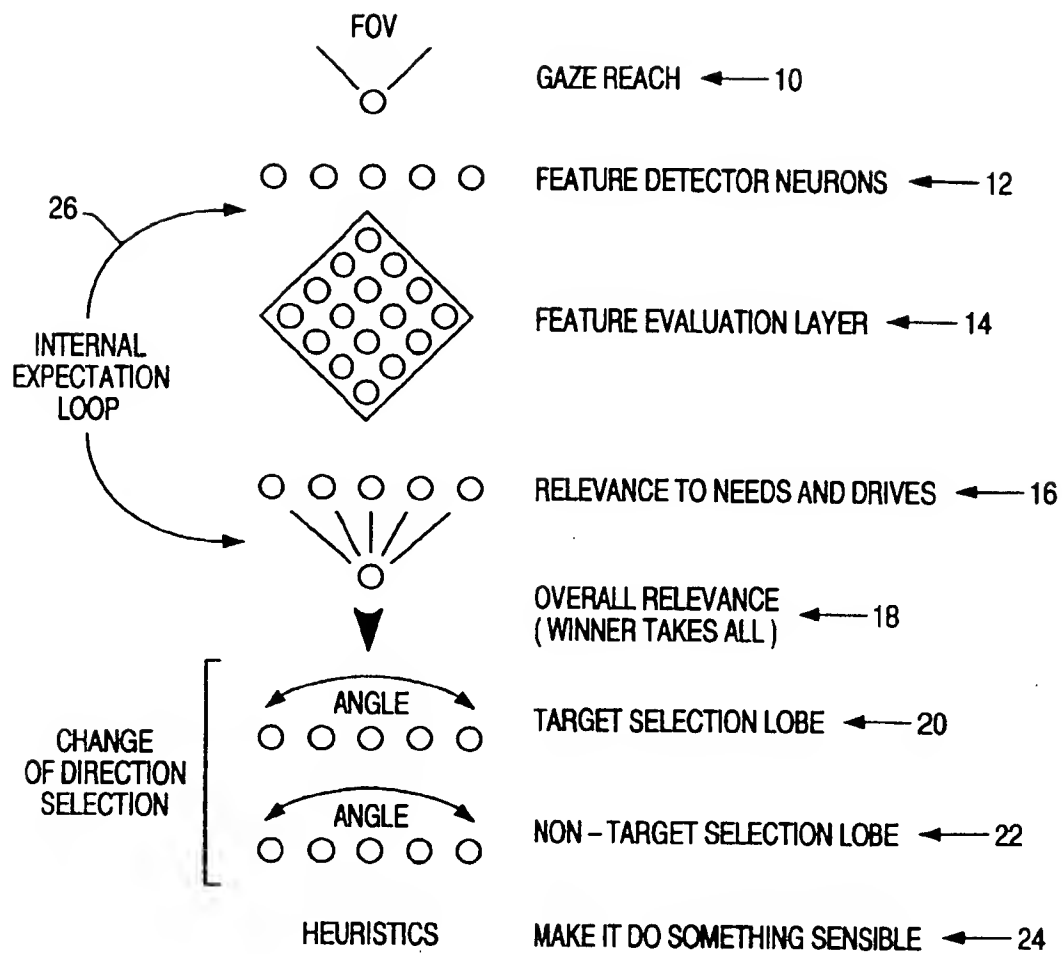 FOV
GAZE REACH 10
FEATURE DETECTOR NEURONS 12
26
FEATURE EVALUATION LAYER 14
INTERNAL
EXPECTATION
LOOP
RELEVANCE TO NEEDS AND DRIVES 16
OVERALL RELEVANCE
( WINNER TAKES ALL ) 18
ANGLE
TARGET SELECTION LOBE 20
CHANGE
OF DIRECTION
SELECTION
ANGLE
NON - TARGET SELECTION LOBE 22
HEURISTICS
MAKE IT DO SOMETHING SENSIBLE 24